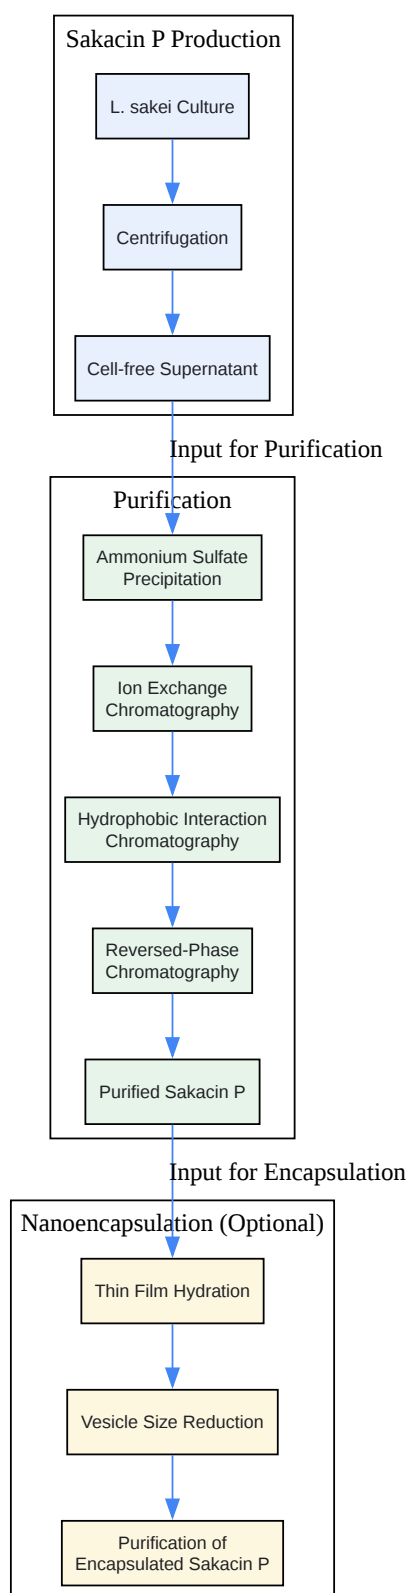 Sakacin P Production
L. sakei Culture
Centrifugation
Cell-free Supernatant
Input for Purification
Purification
Ammonium Sulfate
Precipitation
Ion Exchange
Chromatography
Hydrophobic Interaction
Chromatography
Reversed-Phase
Chromatography
Purified Sakacin P
Input for Encapsulation
Nanoencapsulation (Optional)
Thin Film Hydration
Vesicle Size Reduction
Purification of
Encapsulated Sakacin P